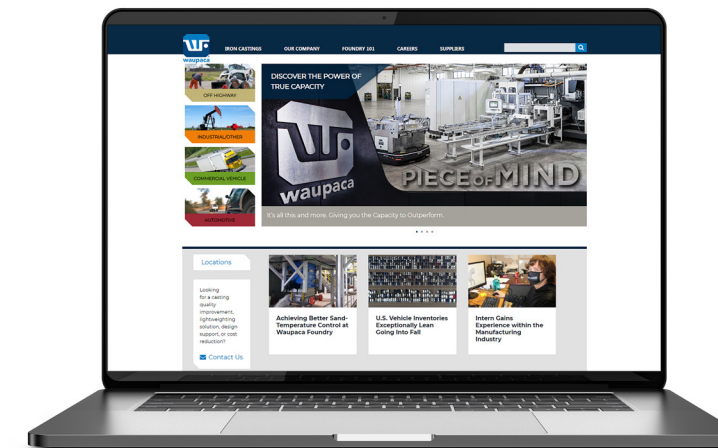 waupaca
IRON CASTINGS
OUR COMPANY
FOUNDRY 101
CAREERS
SUPPLIERS
OFF HIGHWAY
INDUSTRIAL/OTHER
COMMERCIAL VEHICLE
AUTOMOTIVE
DISCOVER THE POWER OF
TRUE CAPACITY
waupaca
PIECE OF MIND
It's all this and more. Giving you the Capacity to Outperform.
Locations
Looking
for a casting
quality
improvement,
lightweighting
solution, design
support, or cost
reduction?
Contact Us
Achieving Better Sand-
Temperature Control at
Waupaca Foundry
U.S. Vehicle Inventories
Exceptionally Lean
Going Into Fall
Intern Gains
Experience within the
Manufacturing
Industry